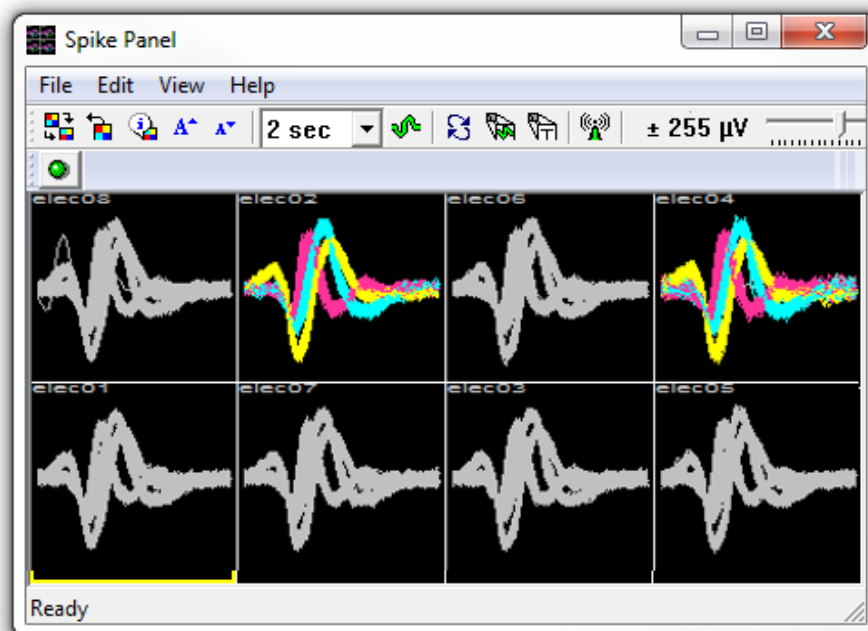 Spike Panel
File Edit View Help
2 sec ± 255 µV
elec08 elec02 elec06 elec04
elec01 elec07 elec03 elec05
Ready